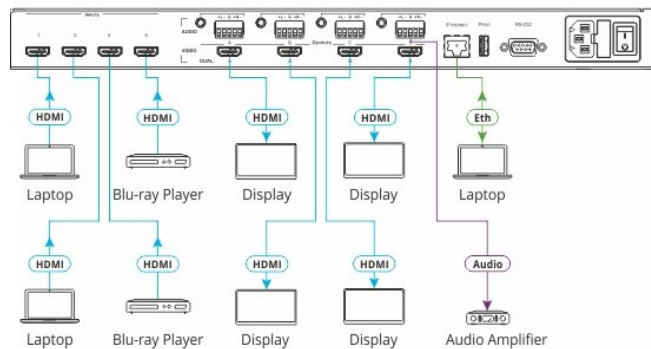 INPUTS
1 2 3 4
AUDIO
VIDEO
DUAL:
+L- G +R- +L- G +R- +L- G +R- +L- G +R-
A B OUTPUTS C D
ETHERNET PROG RS-232
HDMI HDMI HDMI HDMI Eth
Laptop Blu-ray Player Display Display Laptop
HDMI HDMI HDMI HDMI Audio
Laptop Blu-ray Player Display Display Audio Amplifier